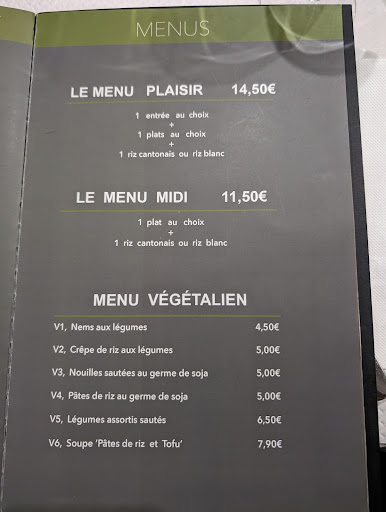 MENUS
LE MENU PLAISIR 14,50€
1 entrée au choix
+
1 plats au choix
+
1 riz cantonais ou riz blanc
LE MENU MIDI 11,50€
1 plat au choix
+
1 riz cantonais ou riz blanc
MENU VÉGÉTALIEN
V1, Nems aux légumes 4,50€
V2, Crêpe de riz aux légumes 5,00€
V3, Nouilles sautées au germe de soja 5,00€
V4, Pâtes de riz au germe de soja 5,00€
V5, Légumes assortis sautés 6,50€
V6, Soupe 'Pâtes de riz et Tofu' 7,90€